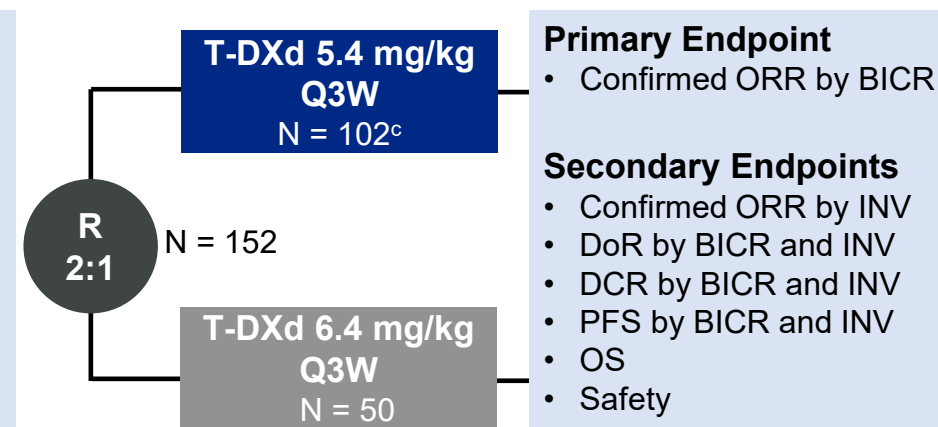 R
2:1
N = 152
T-DXd 5.4 mg/kg
Q3W
N = 102ᶜ
T-DXd 6.4 mg/kg
Q3W
N = 50
Primary Endpoint
• Confirmed ORR by BICR
Secondary Endpoints
• Confirmed ORR by INV
• DoR by BICR and INV
• DCR by BICR and INV
• PFS by BICR and INV
• OS
• Safety